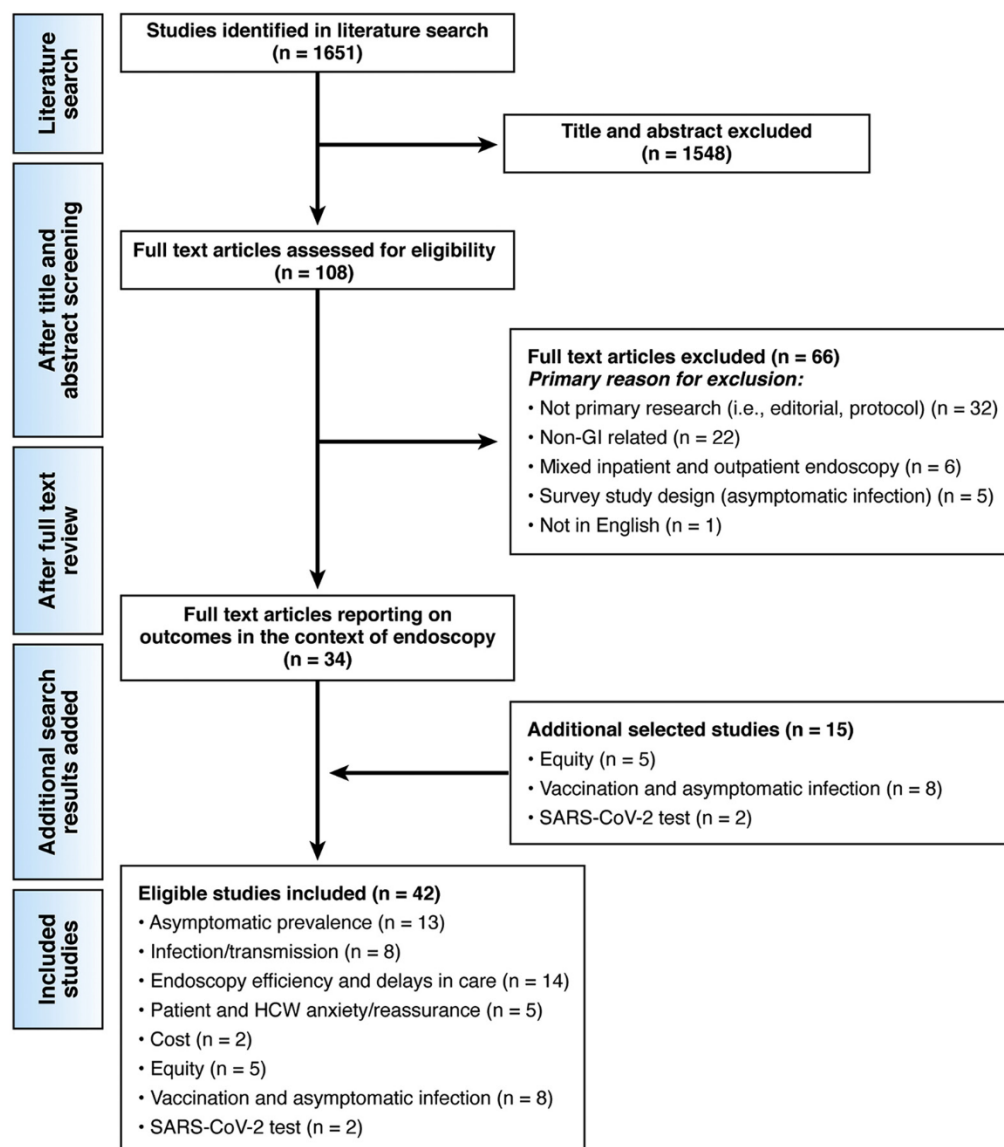 Literature
search
Studies identified in literature search
(n = 1651)
Title and abstract excluded
(n = 1548)
After title and
abstract screening
Full text articles assessed for eligibility
(n = 108)
Full text articles excluded (n = 66)
Primary reason for exclusion:
• Not primary research (i.e., editorial, protocol) (n = 32)
• Non-GI related (n = 22)
• Mixed inpatient and outpatient endoscopy (n = 6)
• Survey study design (asymptomatic infection) (n = 5)
• Not in English (n = 1)
After full text
review
Full text articles reporting on
outcomes in the context of endoscopy
(n = 34)
Additional search
results added
Additional selected studies (n = 15)
• Equity (n = 5)
• Vaccination and asymptomatic infection (n = 8)
• SARS-CoV-2 test (n = 2)
Included
studies
Eligible studies included (n = 42)
• Asymptomatic prevalence (n = 13)
• Infection/transmission (n = 8)
• Endoscopy efficiency and delays in care (n = 14)
• Patient and HCW anxiety/reassurance (n = 5)
• Cost (n = 2)
• Equity (n = 5)
• Vaccination and asymptomatic infection (n = 8)
• SARS-CoV-2 test (n = 2)